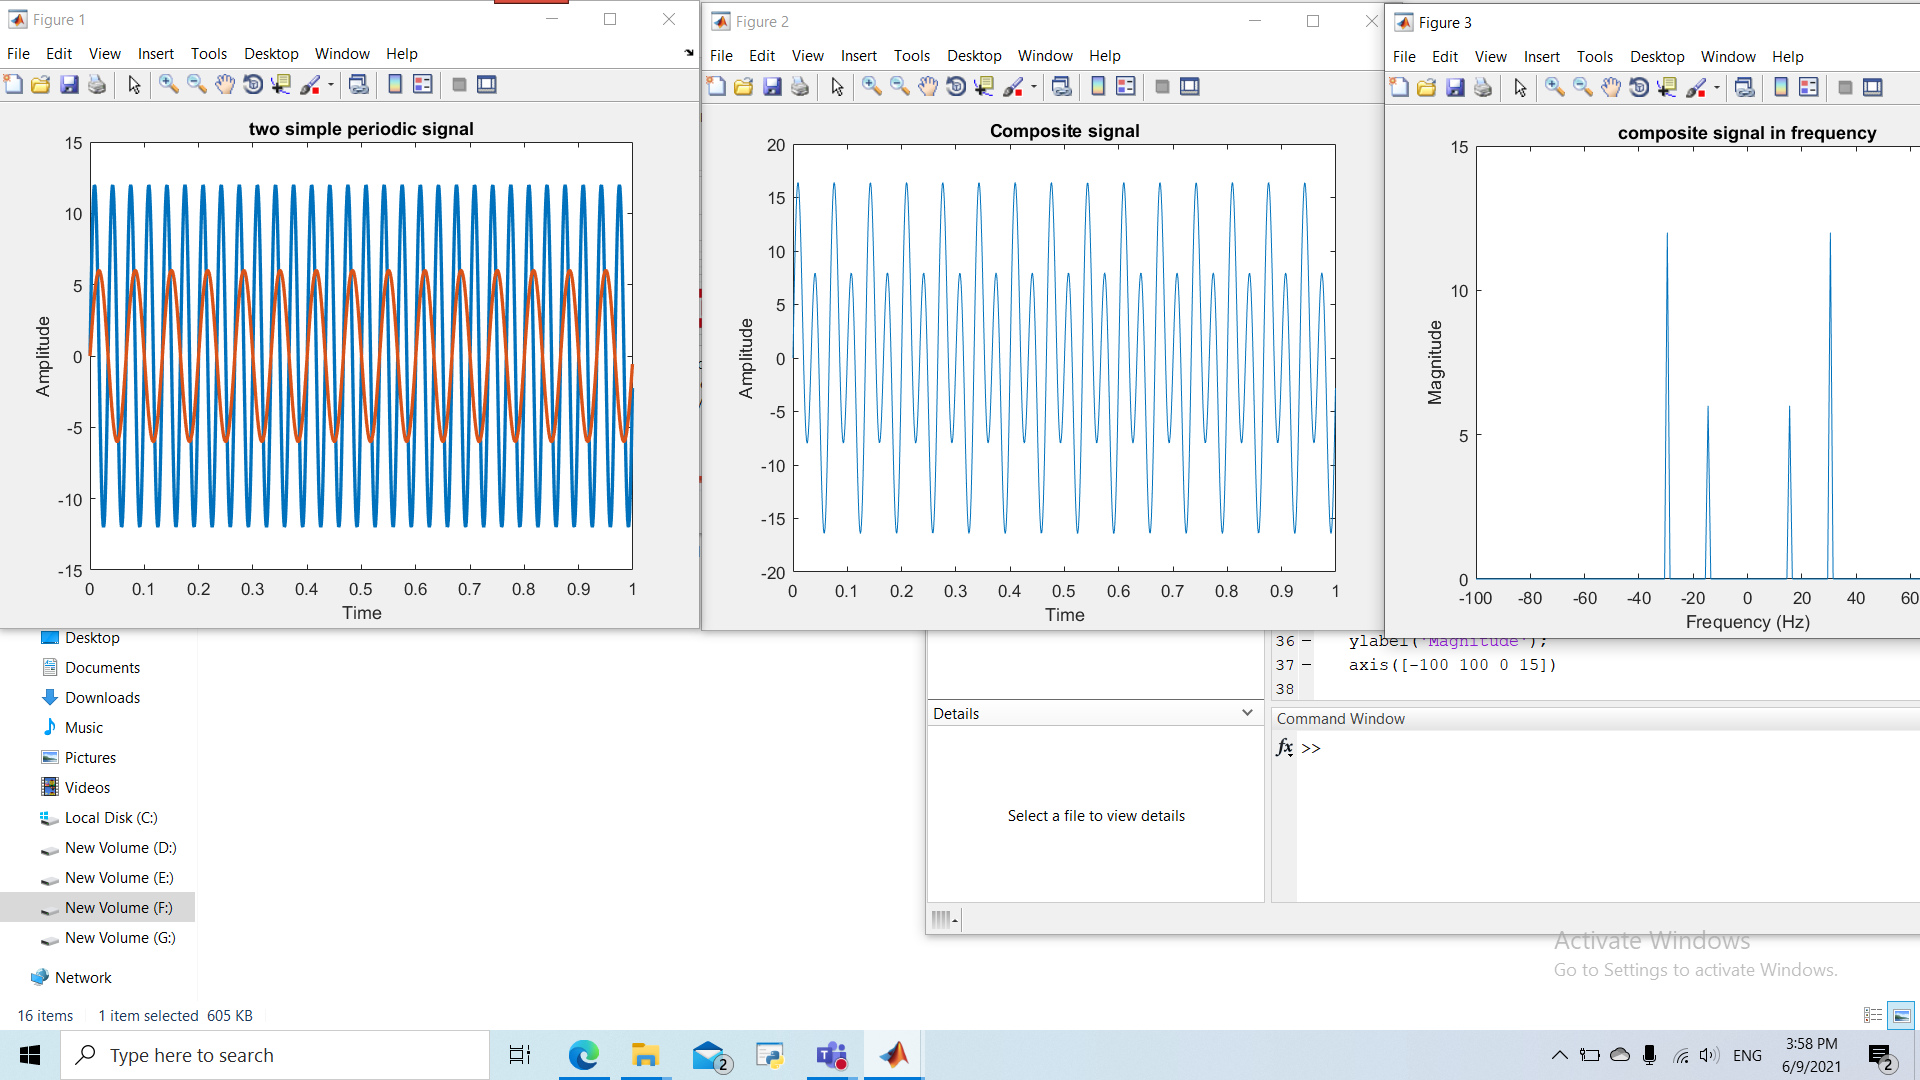 Figure 1
File Edit View Insert Tools Desktop Window Help
two simple periodic signal
15
10
5
0
-5
-10
-15
Amplitude
0 0.1 0.2 0.3 0.4 0.5 0.6 0.7 0.8 0.9 1
Time
Figure 2
File Edit View Insert Tools Desktop Window Help
Composite signal
20
15
10
5
0
-5
-10
-15
-20
Amplitude
0 0.1 0.2 0.3 0.4 0.5 0.6 0.7 0.8 0.9 1
Time
Figure 3
File Edit View Insert Tools Desktop Window Help
composite signal in frequency
15
10
5
0
Magnitude
-100 -80 -60 -40 -20 0 20 40 60
Frequency (Hz)
Desktop
Documents
Downloads
Music
Pictures
Videos
Local Disk (C:)
New Volume (D:)
New Volume (E:)
New Volume (F:)
New Volume (G:)
Network
16 items 1 item selected 605 KB
36 – ylabel('Magnitude');
37 – axis([-100 100 0 15])
38
Details
Select a file to view details
Command Window
fx >>
Activate Windows
Go to Settings to activate Windows.
Type here to search
2
ENG
3:58 PM
6/9/2021
2